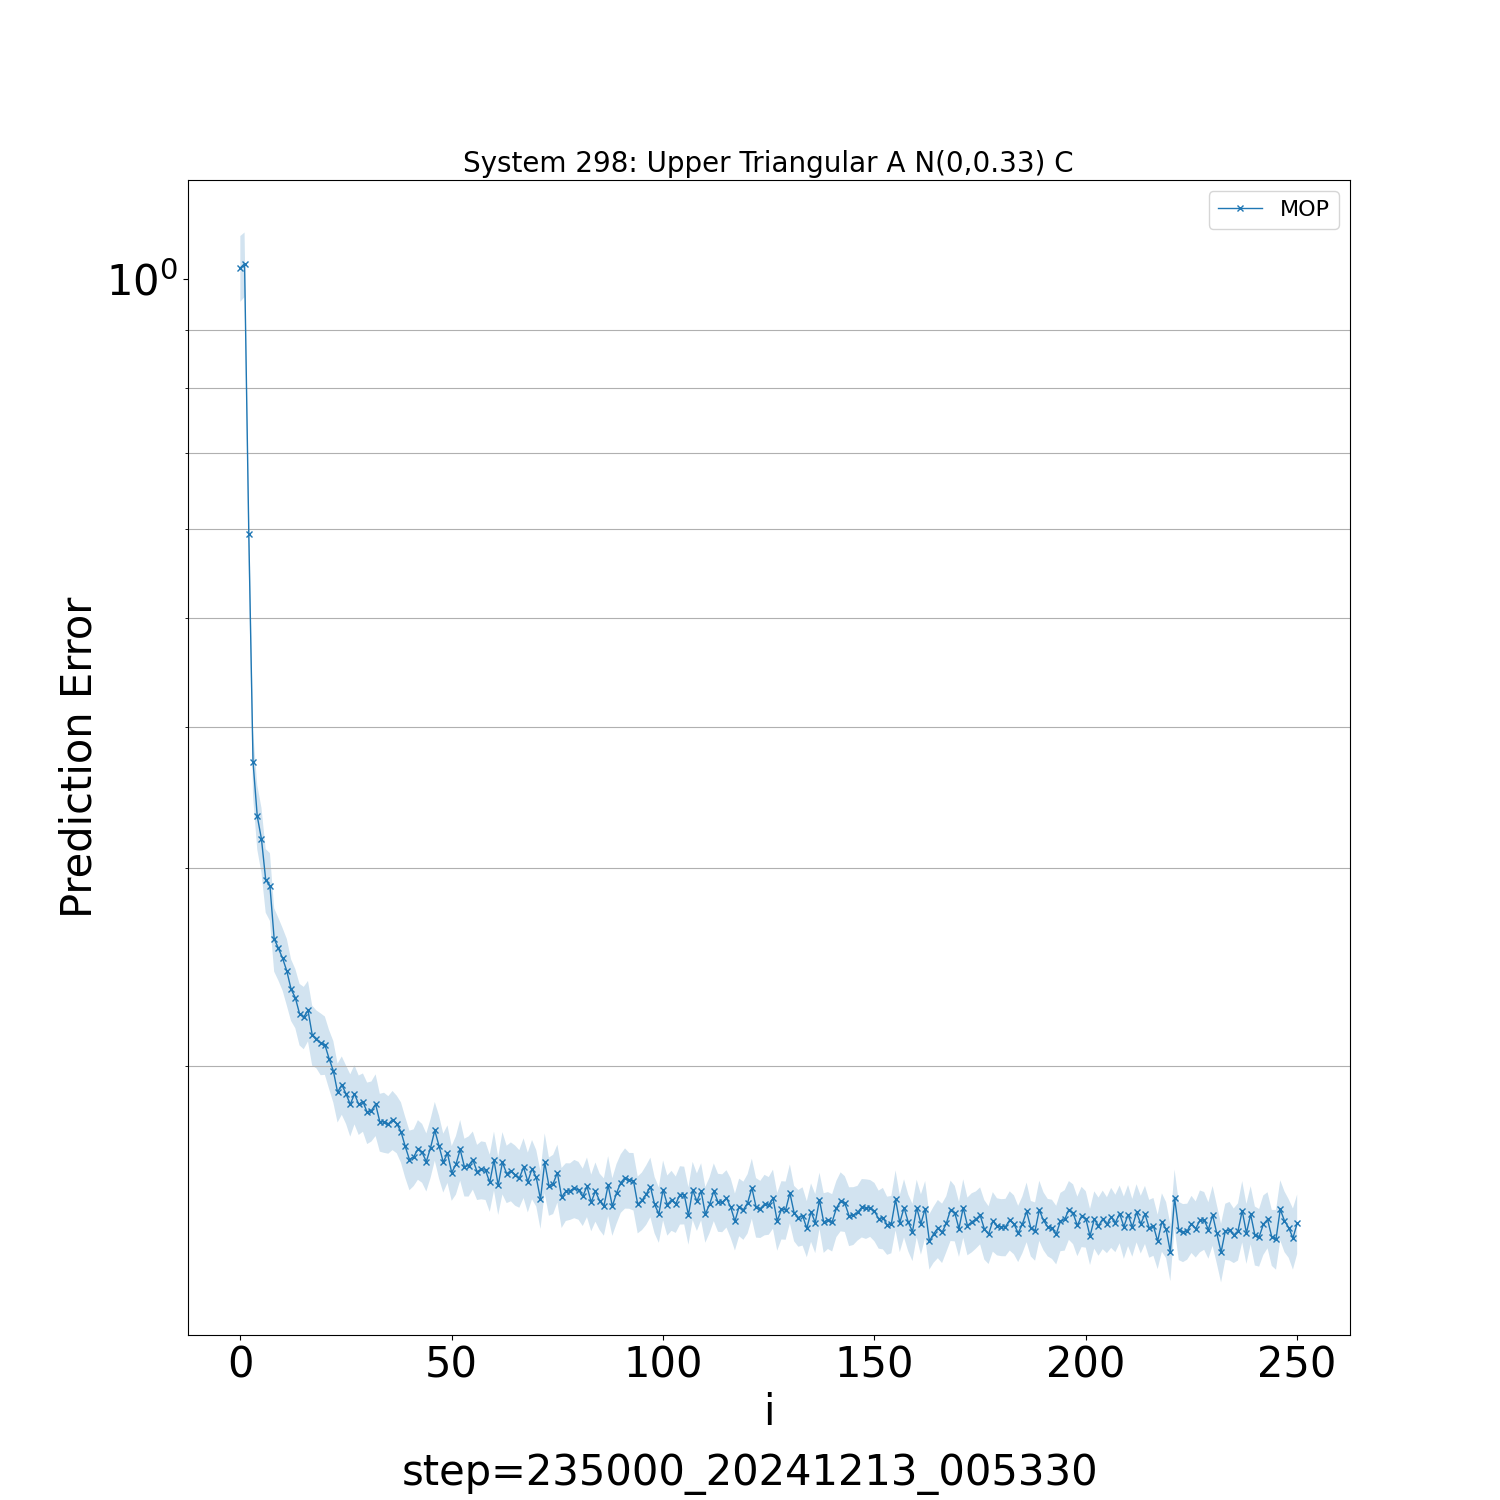 System 298: Upper Triangular A N(0,0.33) C
MOP
10⁰
Prediction Error
0 50 100 150 200 250
i
step=235000_20241213_005330